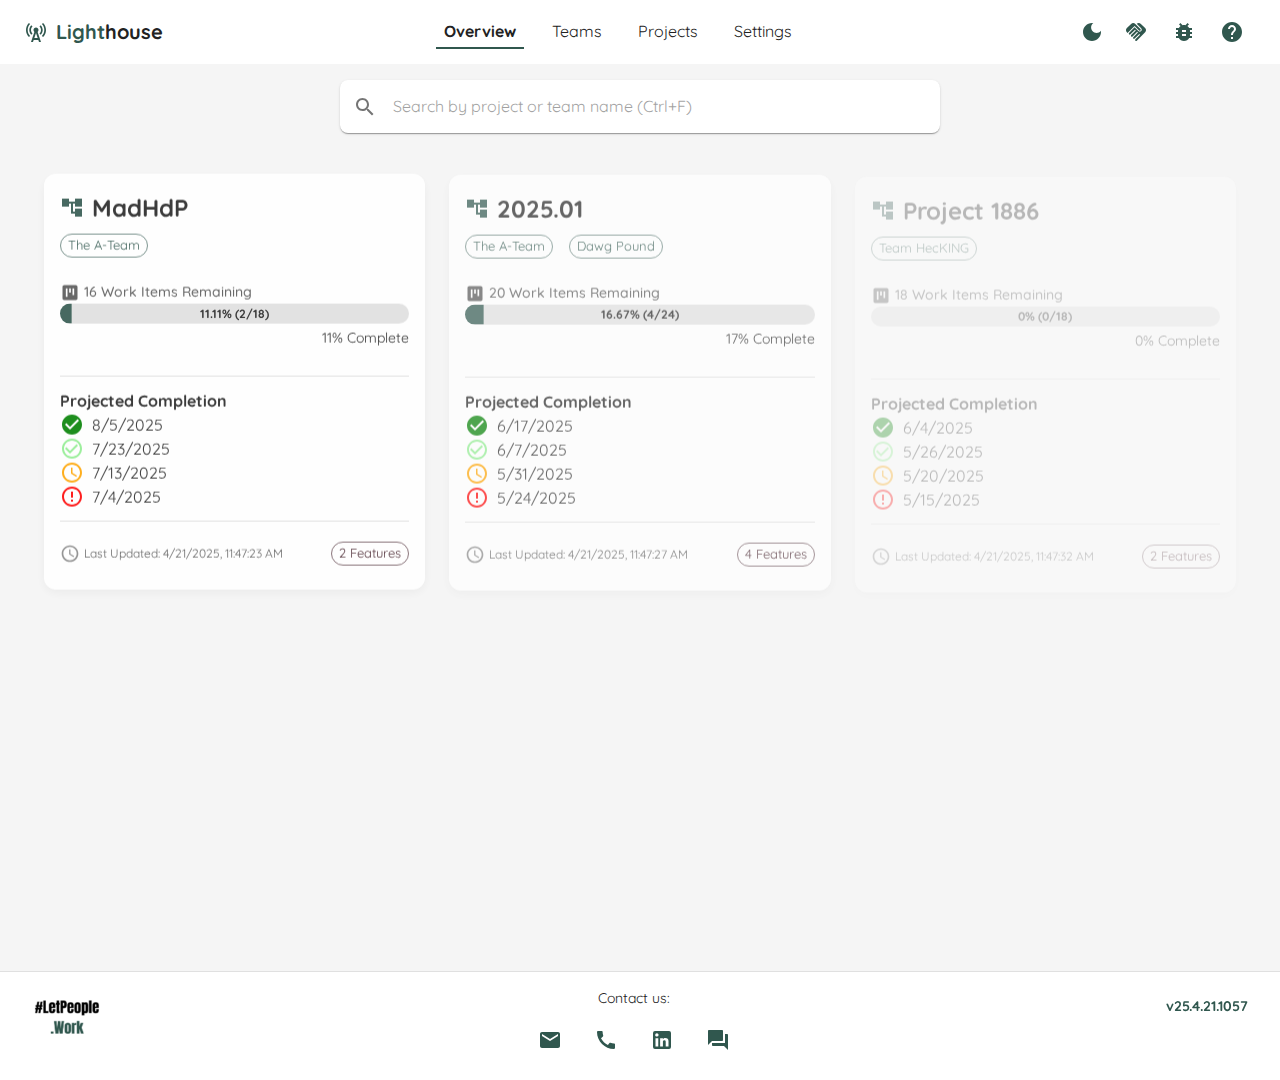 Lighthouse
Overview
Teams
Projects
Settings
Search by project or team name (Ctrl+F)
MadHdP
The A-Team
16 Work Items Remaining
11.11% (2/18)
11% Complete
Projected Completion
8/5/2025
7/23/2025
7/13/2025
7/4/2025
Last Updated: 4/21/2025, 11:47:23 AM
2 Features
2025.01
The A-Team
Dawg Pound
20 Work Items Remaining
16.67% (4/24)
17% Complete
Projected Completion
6/17/2025
6/7/2025
5/31/2025
5/24/2025
Last Updated: 4/21/2025, 11:47:27 AM
4 Features
Project 1886
Team HecKING
18 Work Items Remaining
0% (0/18)
0% Complete
Projected Completion
6/4/2025
5/26/2025
5/20/2025
5/15/2025
Last Updated: 4/21/2025, 11:47:32 AM
2 Features
#LetPeople
.Work
Contact us:
v25.4.21.1057